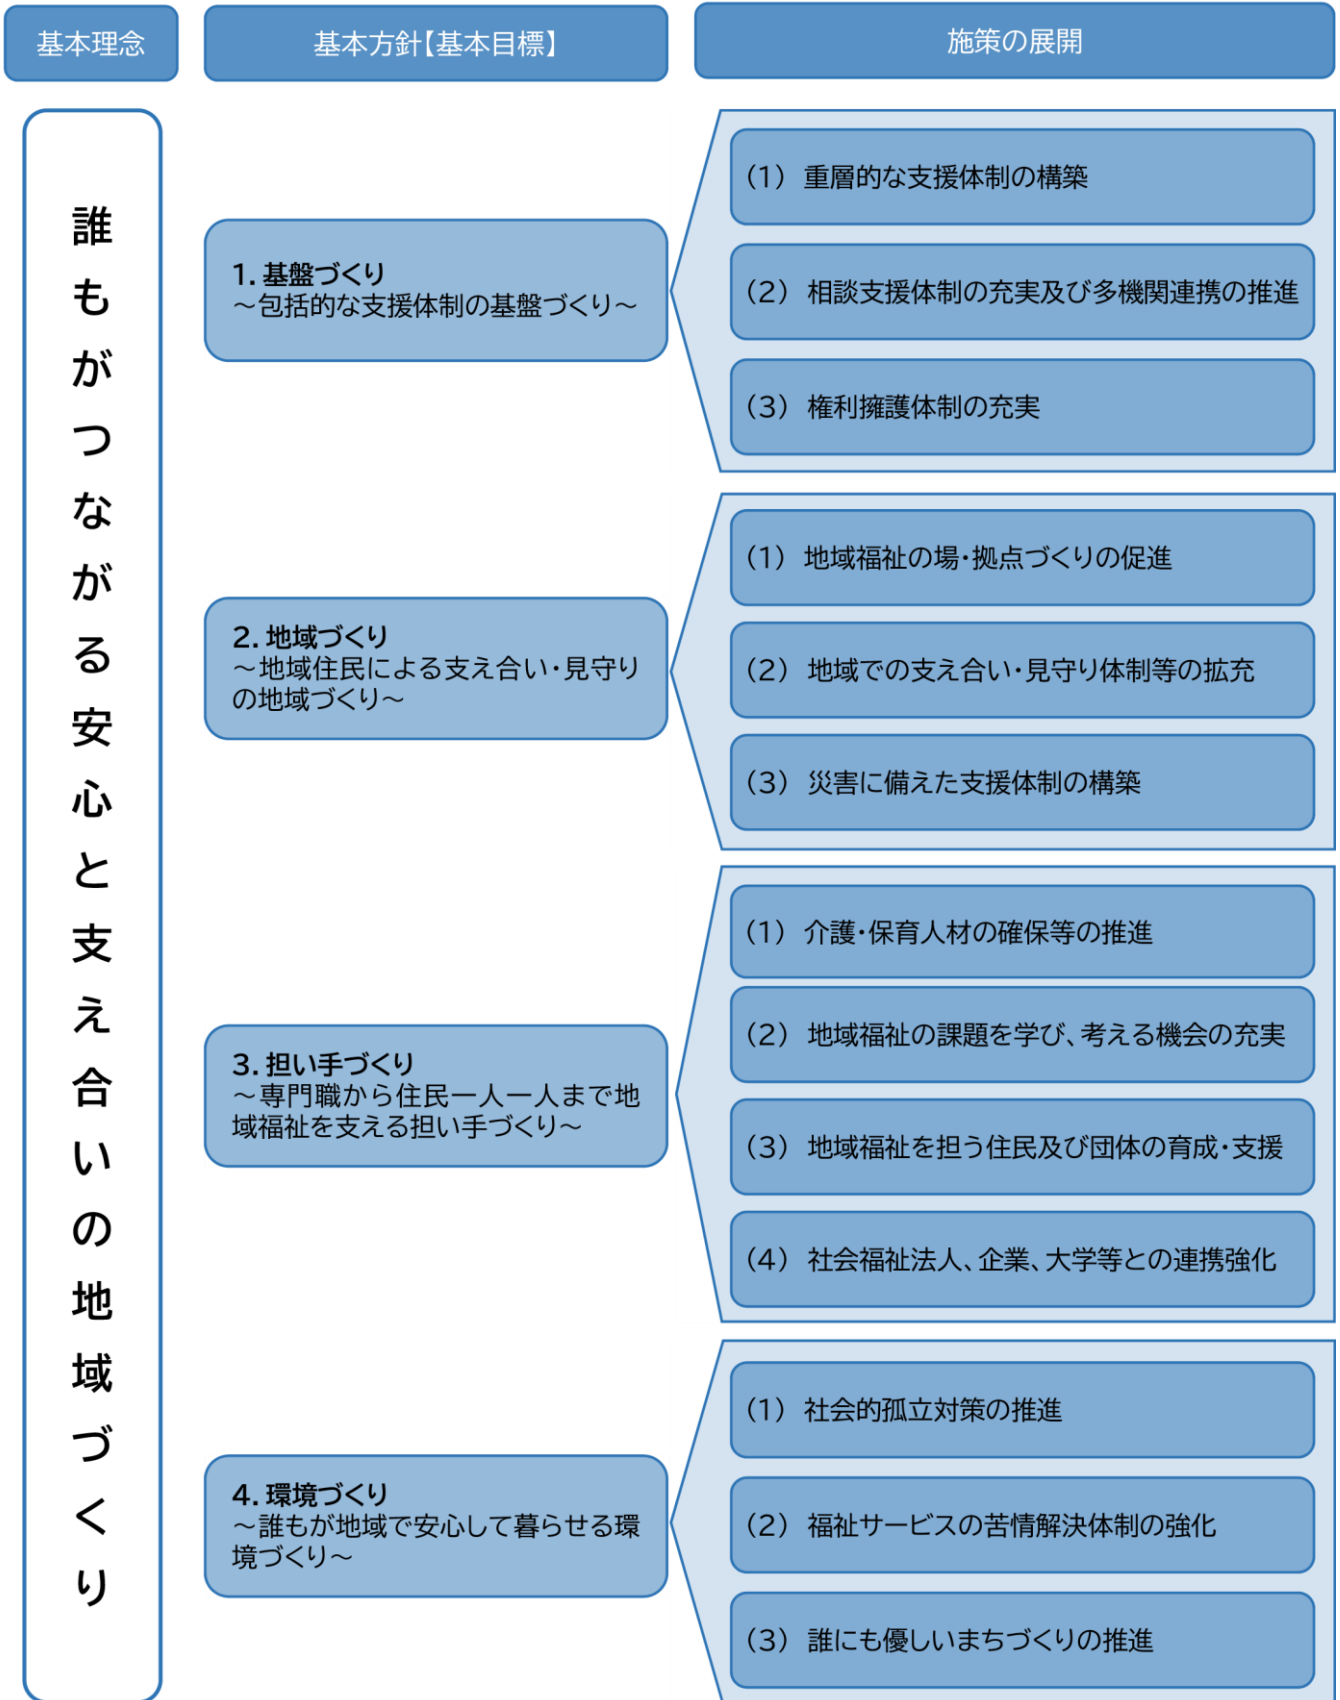 基本理念
基本方針【基本目標】
施策の展開
誰もがつながる安心と支え合いの地域づくり
1. 基盤づくり
～包括的な支援体制の基盤づくり～
(1) 重層的な支援体制の構築
(2) 相談支援体制の充実及び多機関連携の推進
(3) 権利擁護体制の充実
2. 地域づくり
～地域住民による支え合い・見守り
の地域づくり～
(1) 地域福祉の場・拠点づくりの促進
(2) 地域での支え合い・見守り体制等の拡充
(3) 災害に備えた支援体制の構築
3. 担い手づくり
～専門職から住民一人一人まで地
域福祉を支える担い手づくり～
(1) 介護・保育人材の確保等の推進
(2) 地域福祉の課題を学び、考える機会の充実
(3) 地域福祉を担う住民及び団体の育成・支援
(4) 社会福祉法人、企業、大学等との連携強化
4. 環境づくり
～誰もが地域で安心して暮らせる環
境づくり～
(1) 社会的孤立対策の推進
(2) 福祉サービスの苦情解決体制の強化
(3) 誰にも優しいまちづくりの推進